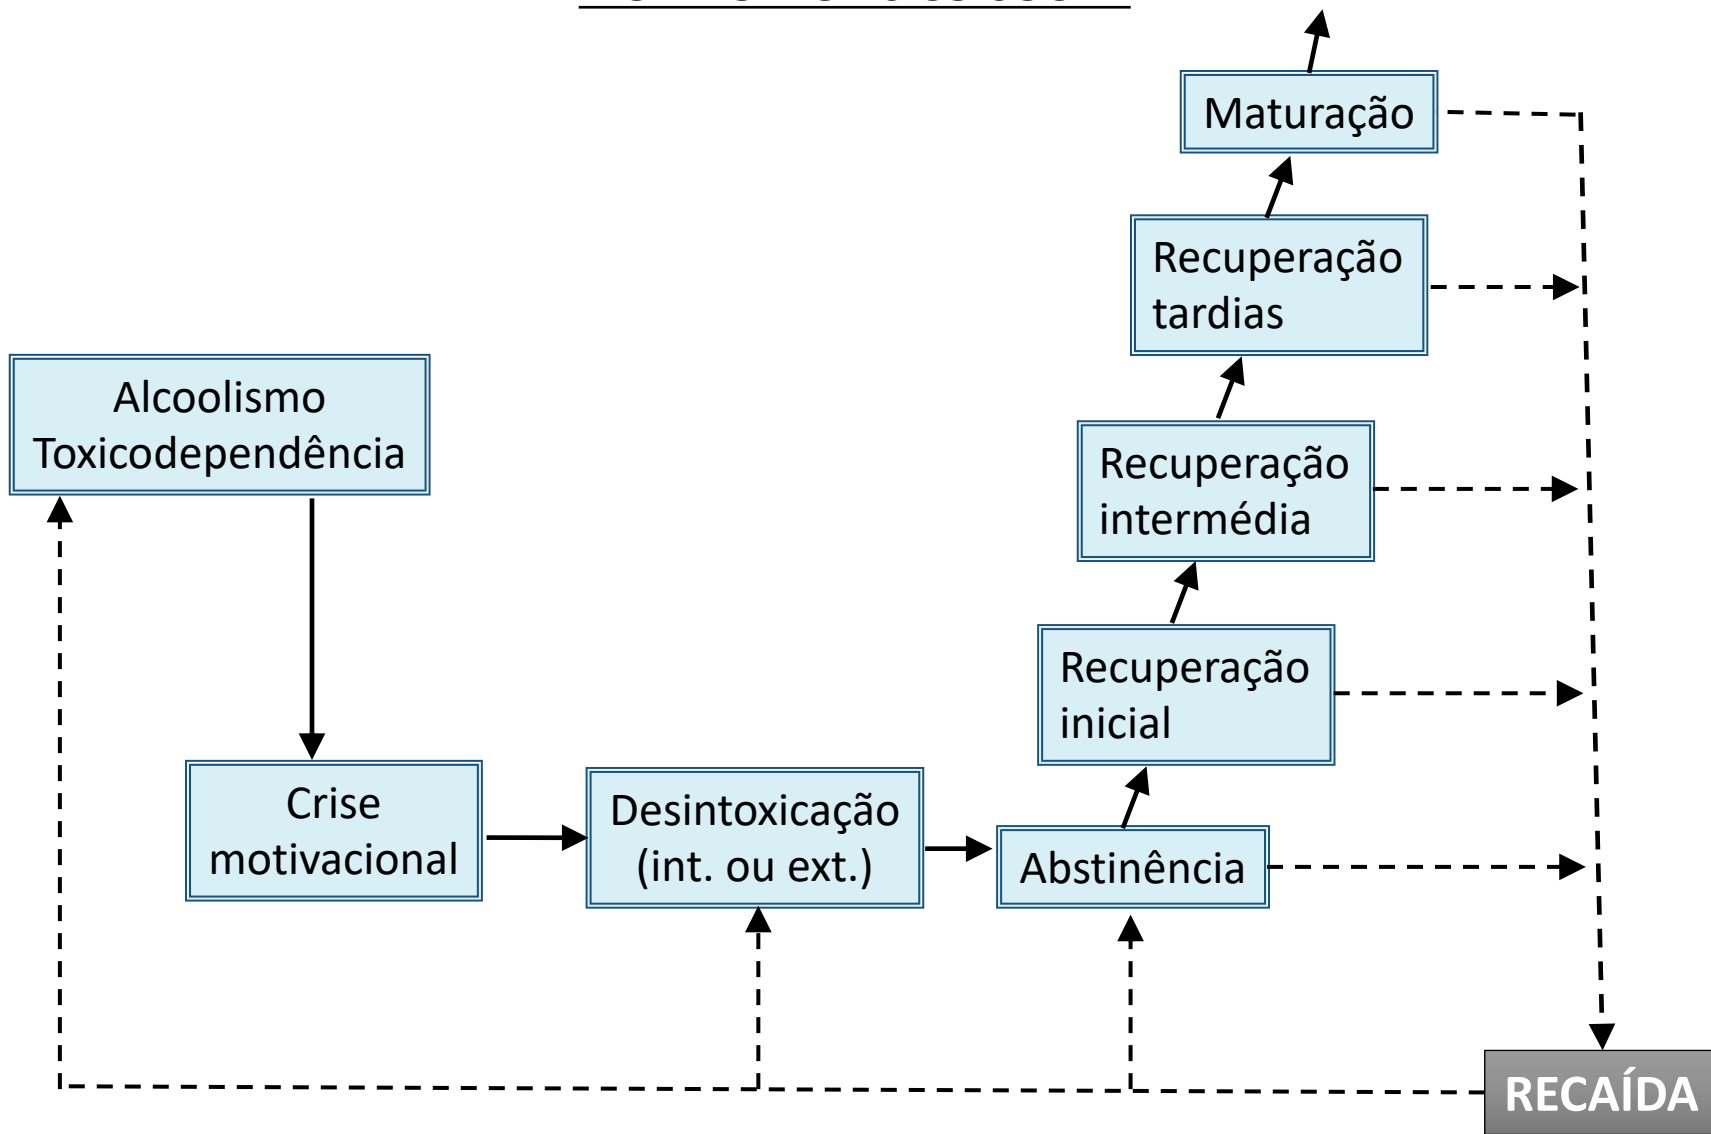 Maturação
Recuperação
tardias
Alcoolismo
Toxicodependência
Recuperação
intermédia
Recuperação
inicial
Crise
motivacional
Desintoxicação
(int. ou ext.)
Abstinência
RECAÍDA